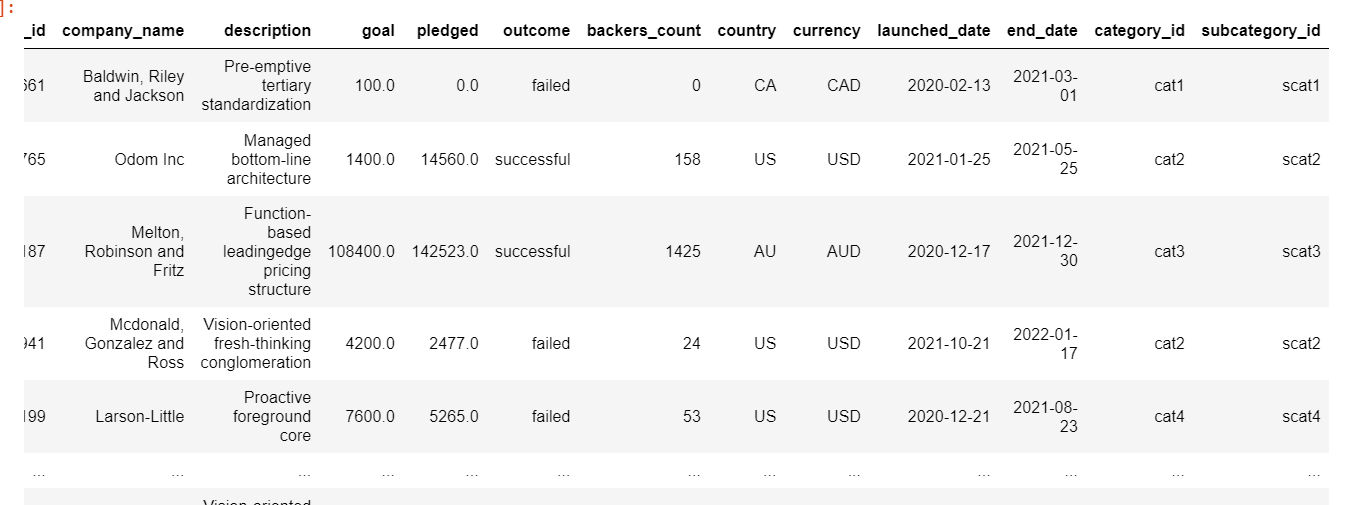 ]:
_id company_name description goal pledged outcome backers_count country currency launched_date end_date category_id subcategory_id
661 Baldwin, Riley and Jackson Pre-emptive tertiary standardization 100.0 0.0 failed 0 CA CAD 2020-02-13 2021-03-01 cat1 scat1
765 Odom Inc Managed bottom-line architecture 1400.0 14560.0 successful 158 US USD 2021-01-25 2021-05-25 cat2 scat2
187 Melton, Robinson and Fritz Function-based leadingedge pricing structure 108400.0 142523.0 successful 1425 AU AUD 2020-12-17 2021-12-30 cat3 scat3
941 Mcdonald, Gonzalez and Ross Vision-oriented fresh-thinking conglomeration 4200.0 2477.0 failed 24 US USD 2021-10-21 2022-01-17 cat2 scat2
199 Larson-Little Proactive foreground core 7600.0 5265.0 failed 53 US USD 2020-12-21 2021-08-23 cat4 scat4
... ... ... ... ... ... ... ... ... ... ... ... ...
Vision-oriented